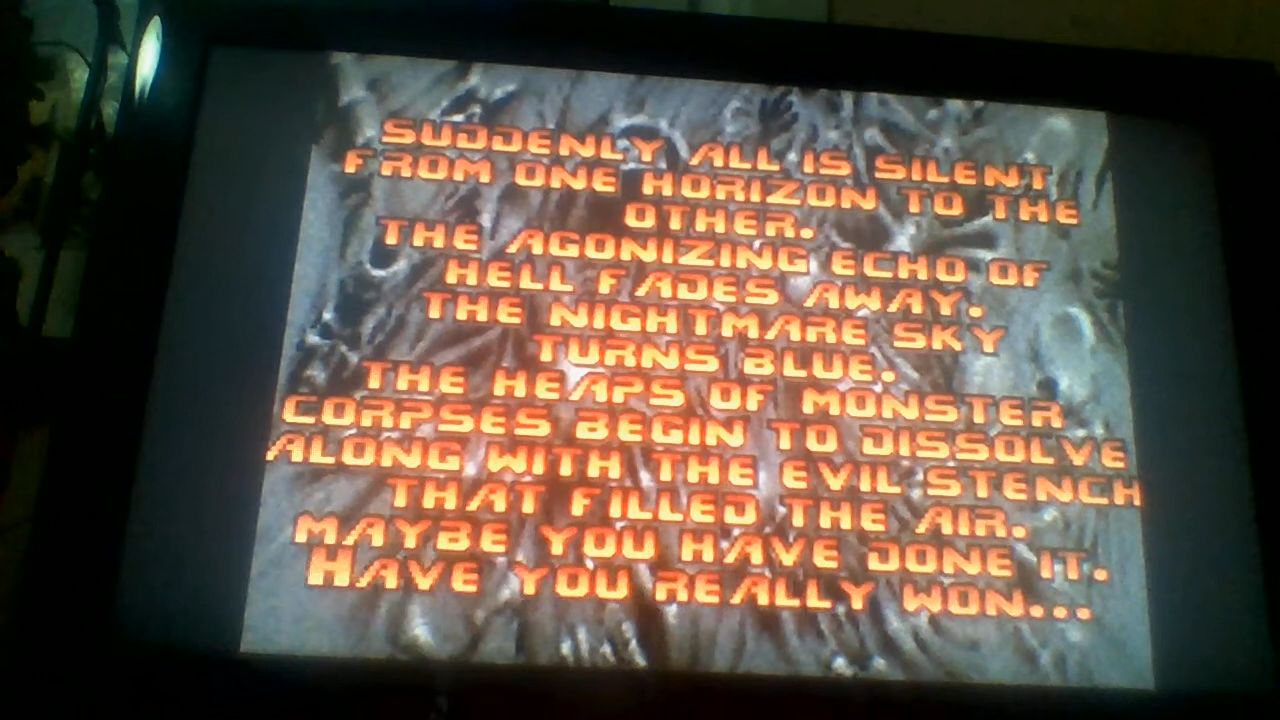 SUDDENLY ALL IS SILENT
FROM ONE HORIZON TO THE
OTHER.
THE AGONIZING ECHO OF
HELL FADES AWAY.
THE NIGHTMARE SKY
TURNS BLUE.
THE HEAPS OF MONSTER
CORPSES BEGIN TO DISSOLVE
ALONG WITH THE EVIL STENCH
THAT FILLED THE AIR.
MAYBE YOU HAVE DONE IT.
HAVE YOU REALLY WON...